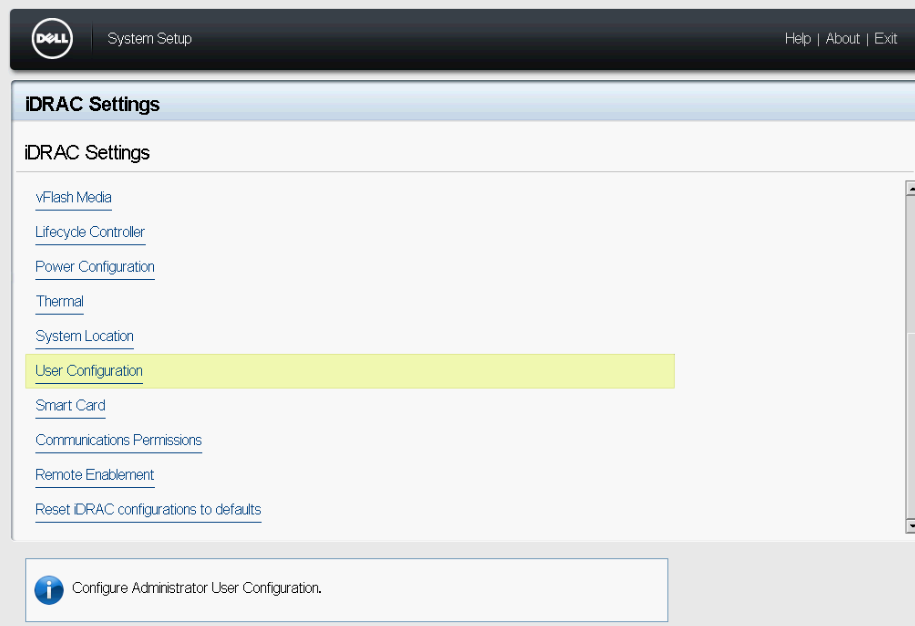 DELL
System Setup
Help | About | Exit
iDRAC Settings
iDRAC Settings
vFlash Media
Lifecycle Controller
Power Configuration
Thermal
System Location
User Configuration
Smart Card
Communications Permissions
Remote Enablement
Reset iDRAC configurations to defaults
Configure Administrator User Configuration.